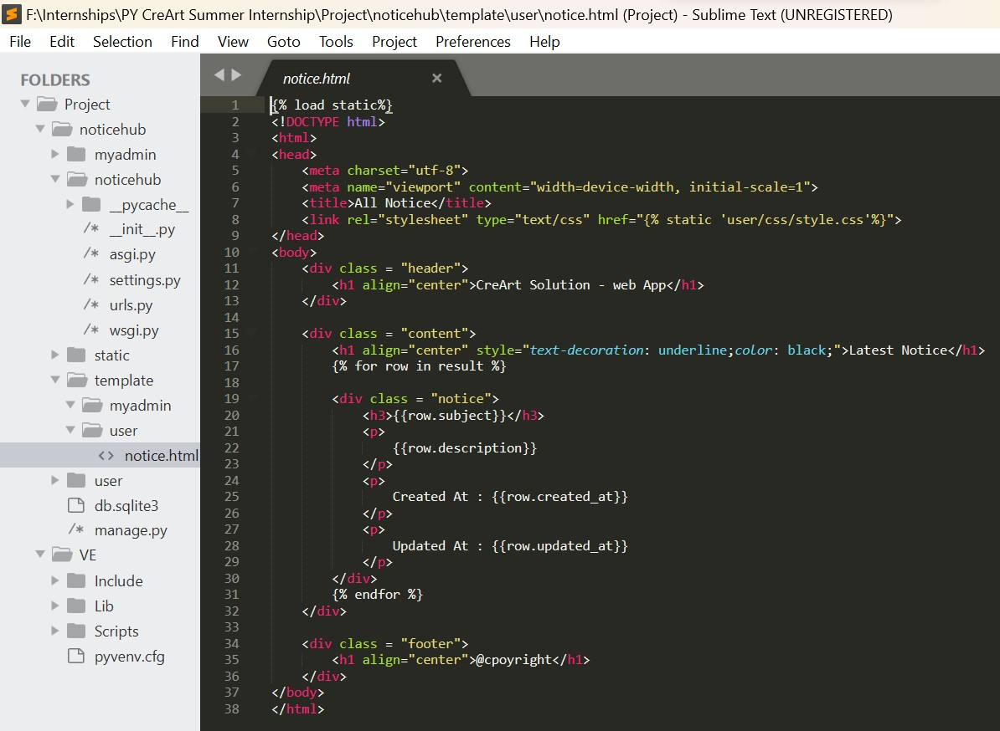 F:\Internships\PY CreArt Summer Internship\Project\noticehub\template\user\notice.html (Project) - Sublime Text (UNREGISTERED)
File Edit Selection Find View Goto Tools Project Preferences Help
FOLDERS
Project
noticehub
myadmin
noticehub
__pycache__
/* __init__.py
/* asgi.py
/* settings.py
/* urls.py
/* wsgi.py
static
template
myadmin
user
<> notice.html
user
db.sqlite3
/* manage.py
VE
Include
Lib
Scripts
pyvenv.cfg
notice.html ×
1 {% load static%}
2 <!DOCTYPE html>
3 <html>
4 <head>
5     <meta charset="utf-8">
6     <meta name="viewport" content="width=device-width, initial-scale=1">
7     <title>All Notice</title>
8     <link rel="stylesheet" type="text/css" href="{% static 'user/css/style.css'%}">
9 </head>
10 <body>
11     <div class = "header">
12         <h1 align="center">CreArt Solution - web App</h1>
13     </div>
14
15     <div class = "content">
16         <h1 align="center" style="text-decoration: underline;color: black;">Latest Notice</h1>
17         {% for row in result %}
18
19         <div class = "notice">
20             <h3>{{row.subject}}</h3>
21             <p>
22                 {{row.description}}
23             </p>
24             <p>
25                 Created At : {{row.created_at}}
26             </p>
27             <p>
28                 Updated At : {{row.updated_at}}
29             </p>
30         </div>
31         {% endfor %}
32     </div>
33
34     <div class = "footer">
35         <h1 align="center">@cpoyright</h1>
36     </div>
37 </body>
38 </html>